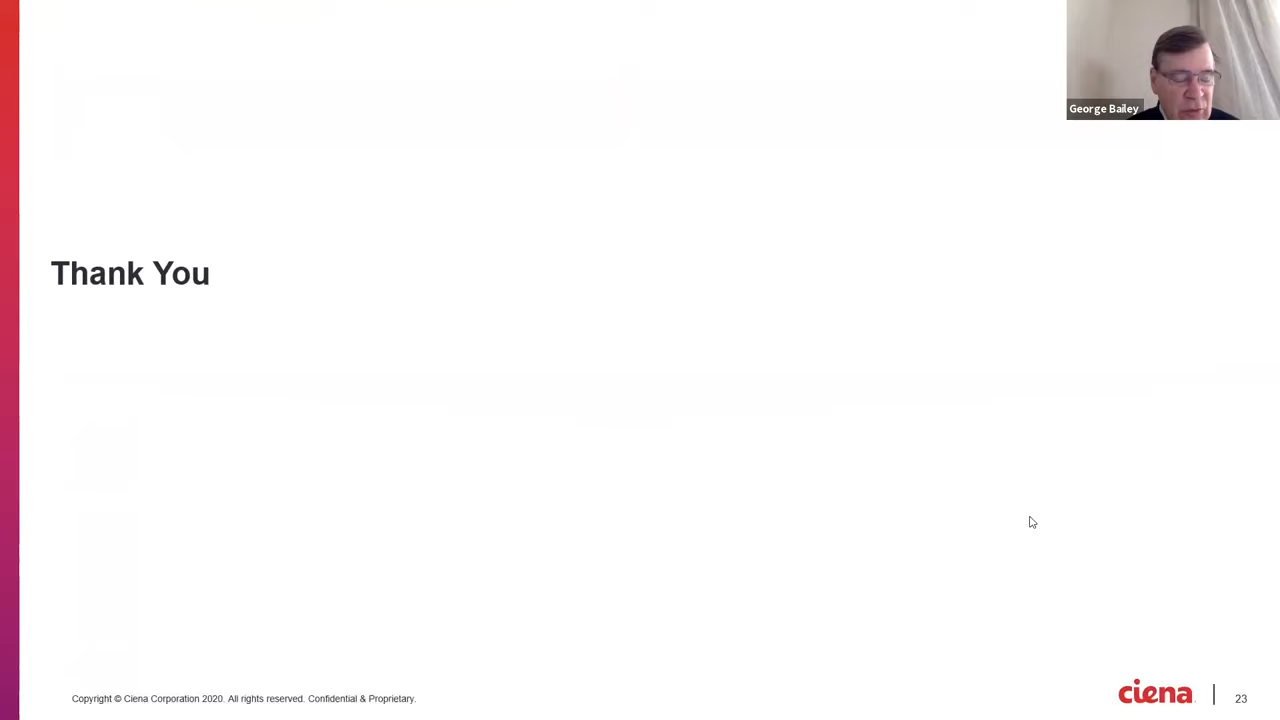 George Bailey
Thank You
Copyright © Ciena Corporation 2020. All rights reserved. Confidential & Proprietary.
ciena
23